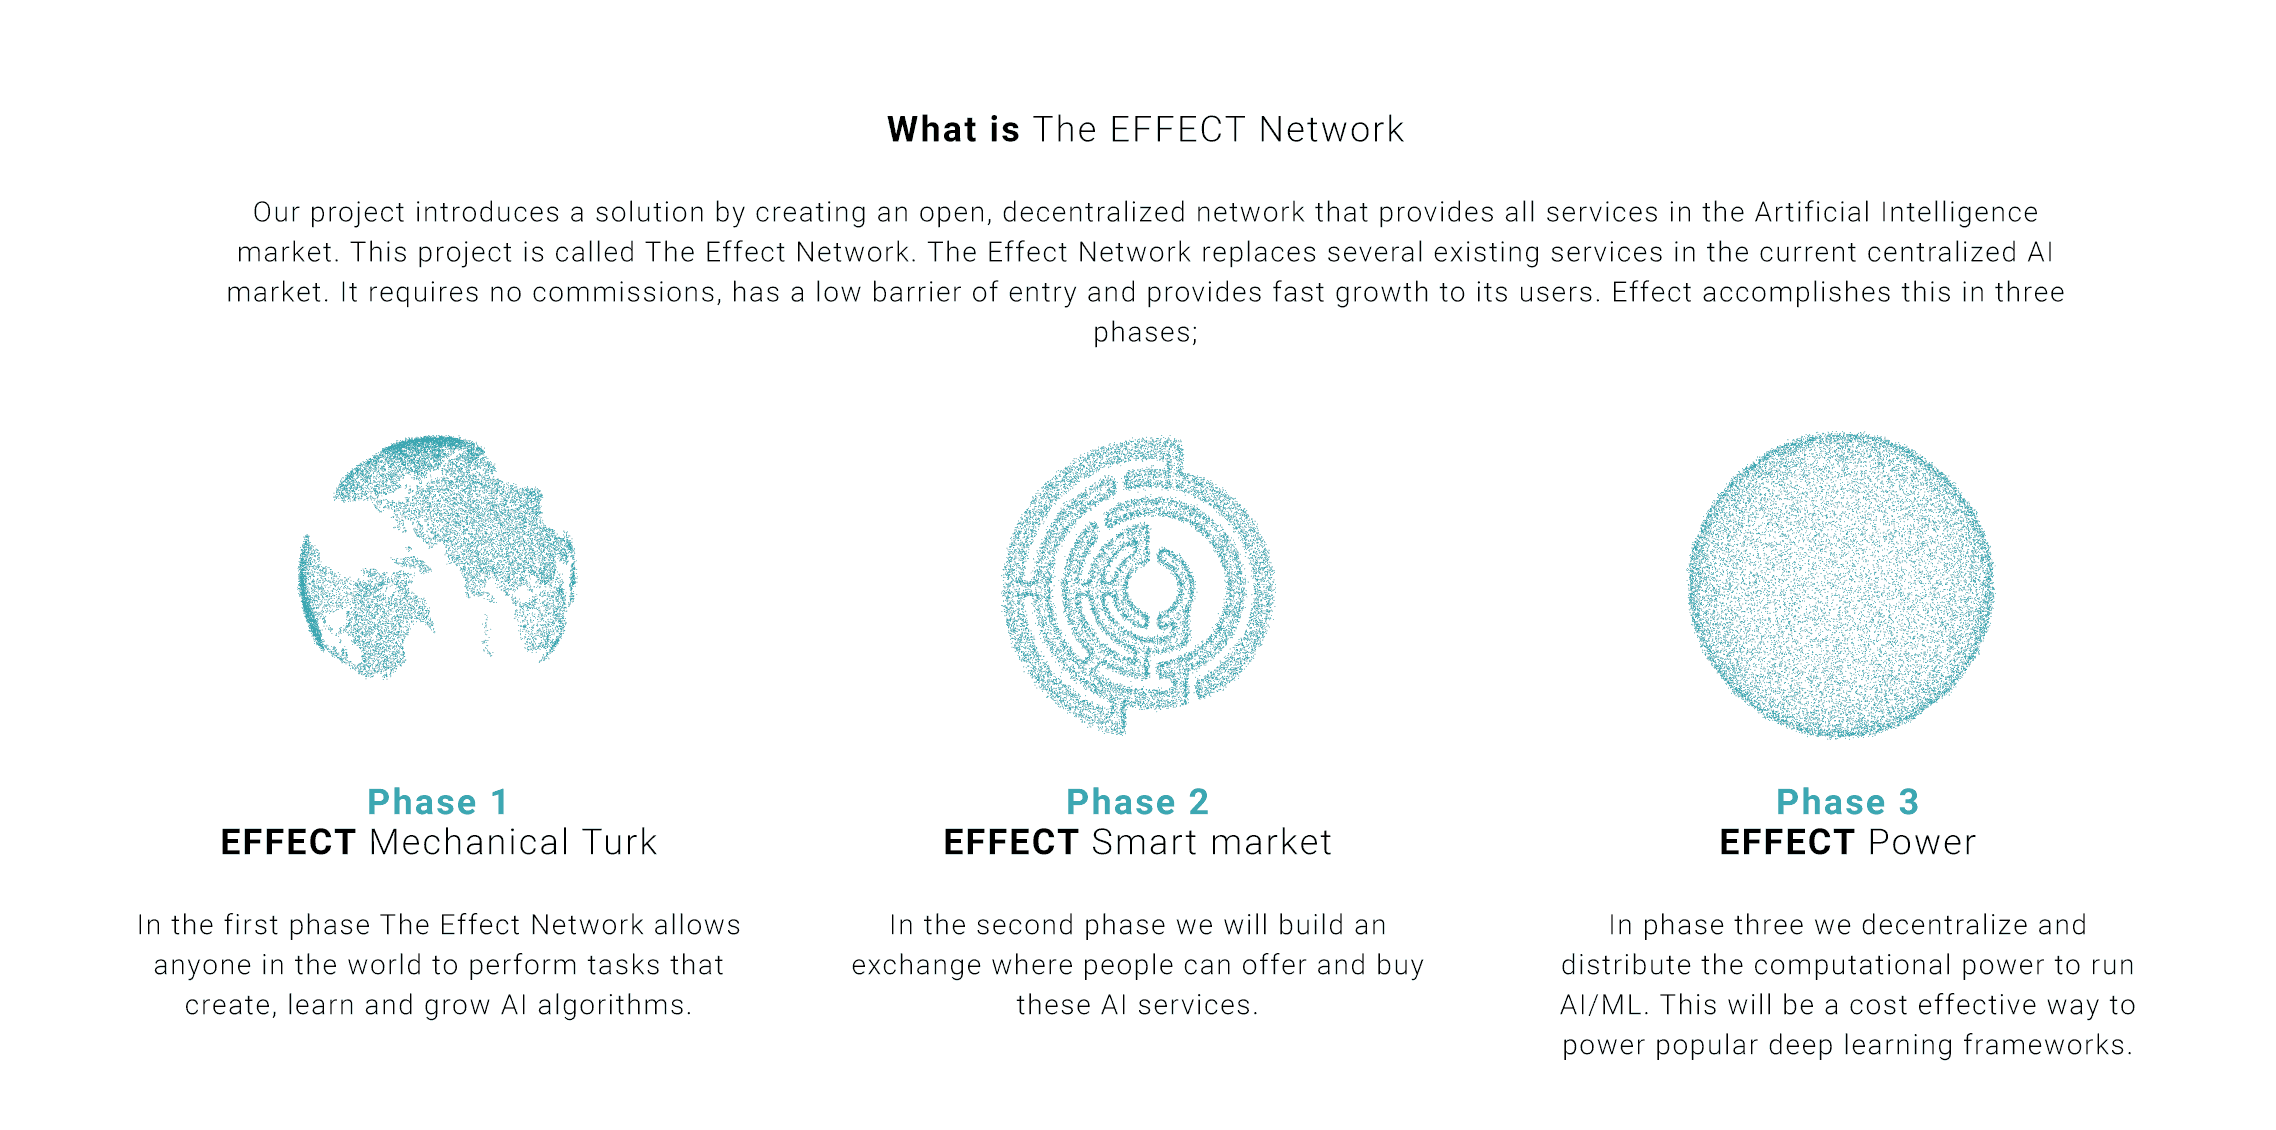 What is The EFFECT Network
Our project introduces a solution by creating an open, decentralized network that provides all services in the Artificial Intelligence
market. This project is called The Effect Network. The Effect Network replaces several existing services in the current centralized AI
market. It requires no commissions, has a low barrier of entry and provides fast growth to its users. Effect accomplishes this in three
phases;
Phase 1
EFFECT Mechanical Turk
In the first phase The Effect Network allows
anyone in the world to perform tasks that
create, learn and grow AI algorithms.
Phase 2
EFFECT Smart market
In the second phase we will build an
exchange where people can offer and buy
these AI services.
Phase 3
EFFECT Power
In phase three we decentralize and
distribute the computational power to run
AI/ML. This will be a cost effective way to
power popular deep learning frameworks.